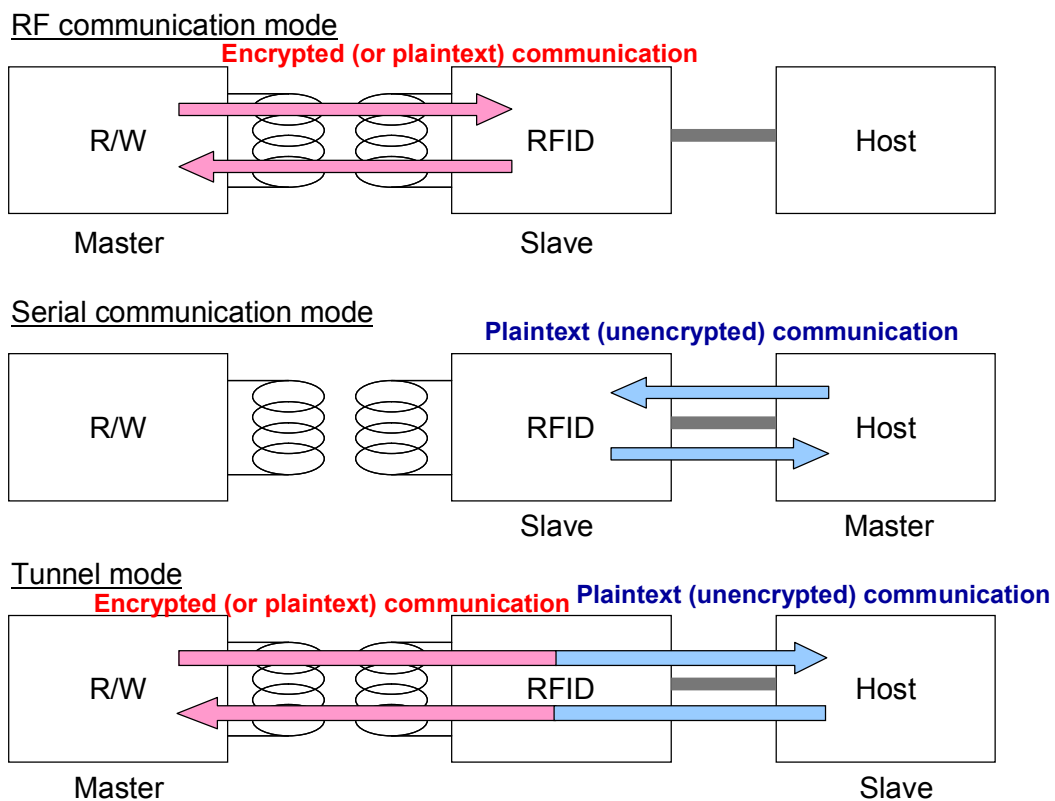 RF communication mode
Encrypted (or plaintext) communication
R/W RFID Host
Master Slave
Serial communication mode
Plaintext (unencrypted) communication
R/W RFID Host
Slave Master
Tunnel mode
Encrypted (or plaintext) communication Plaintext (unencrypted) communication
R/W RFID Host
Master Slave